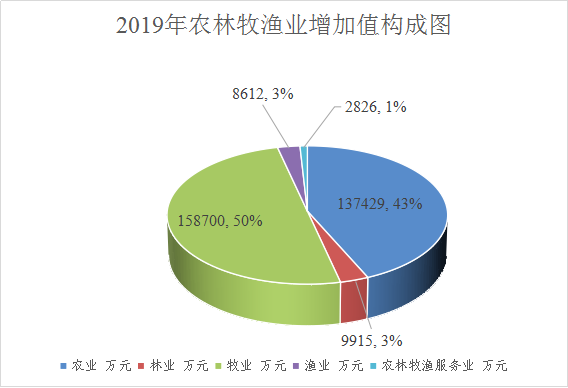 2019年农林牧渔业增加值构成图
8612, 3%
2826, 1%
137429, 43%
158700, 50%
9915, 3%
农业 万元 林业 万元 牧业 万元 渔业 万元 农林牧渔服务业 万元